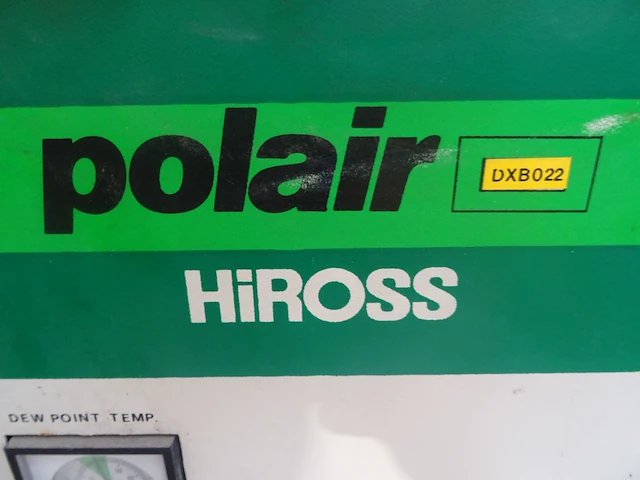 polair DXB022
HiROSS
DEW POINT TEMP.